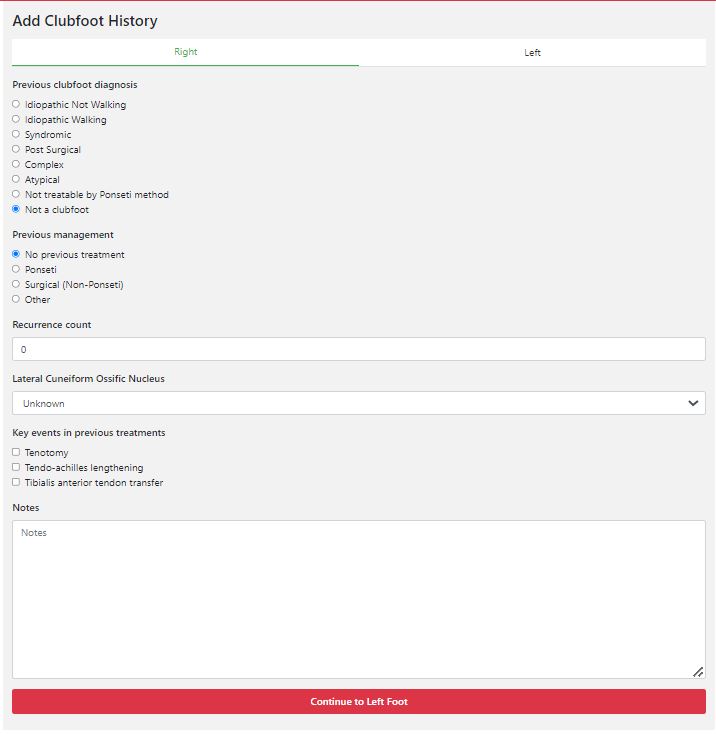 Add Clubfoot History
Right Left
Previous clubfoot diagnosis
Idiopathic Not Walking
Idiopathic Walking
Syndromic
Post Surgical
Complex
Atypical
Not treatable by Ponseti method
Not a clubfoot
Previous management
No previous treatment
Ponseti
Surgical (Non-Ponseti)
Other
Recurrence count
0
Lateral Cuneiform Ossific Nucleus
Unknown
Key events in previous treatments
Tenotomy
Tendo-achilles lengthening
Tibialis anterior tendon transfer
Notes
Notes
Continue to Left Foot